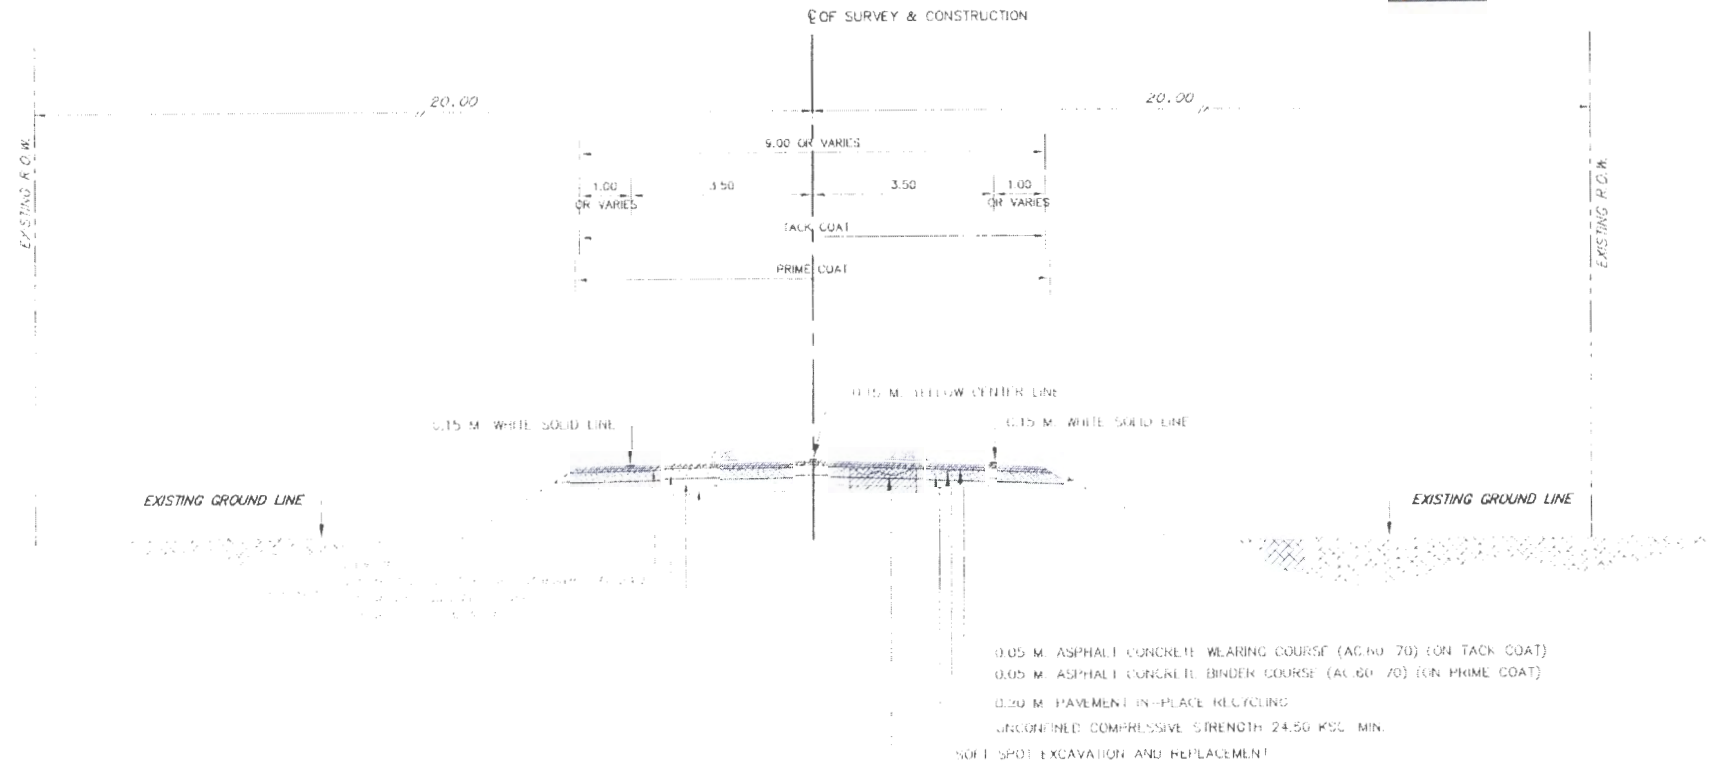 ℄ OF SURVEY & CONSTRUCTION
20.00
20.00
9.00 OR VARIES
1.00
3.50
3.50
1.00
OR VARIES
OR VARIES
TACK COAT
PRIME COAT
EXISTING R.O.W.
EXISTING R.O.W.
0.15 M. YELLOW CENTER LINE
0.15 M. WHITE SOLID LINE
0.15 M. WHITE SOLID LINE
EXISTING GROUND LINE
EXISTING GROUND LINE
0.05 M. ASPHALT CONCRETE WEARING COURSE (AC.60-70) (ON TACK COAT)
0.05 M. ASPHALT CONCRETE BINDER COURSE (AC.60-70) (ON PRIME COAT)
0.20 M. PAVEMENT IN-PLACE RECYCLING
UNCONFINED COMPRESSIVE STRENGTH 24.50 KSC. MIN.
SOFT SPOT EXCAVATION AND REPLACEMENT